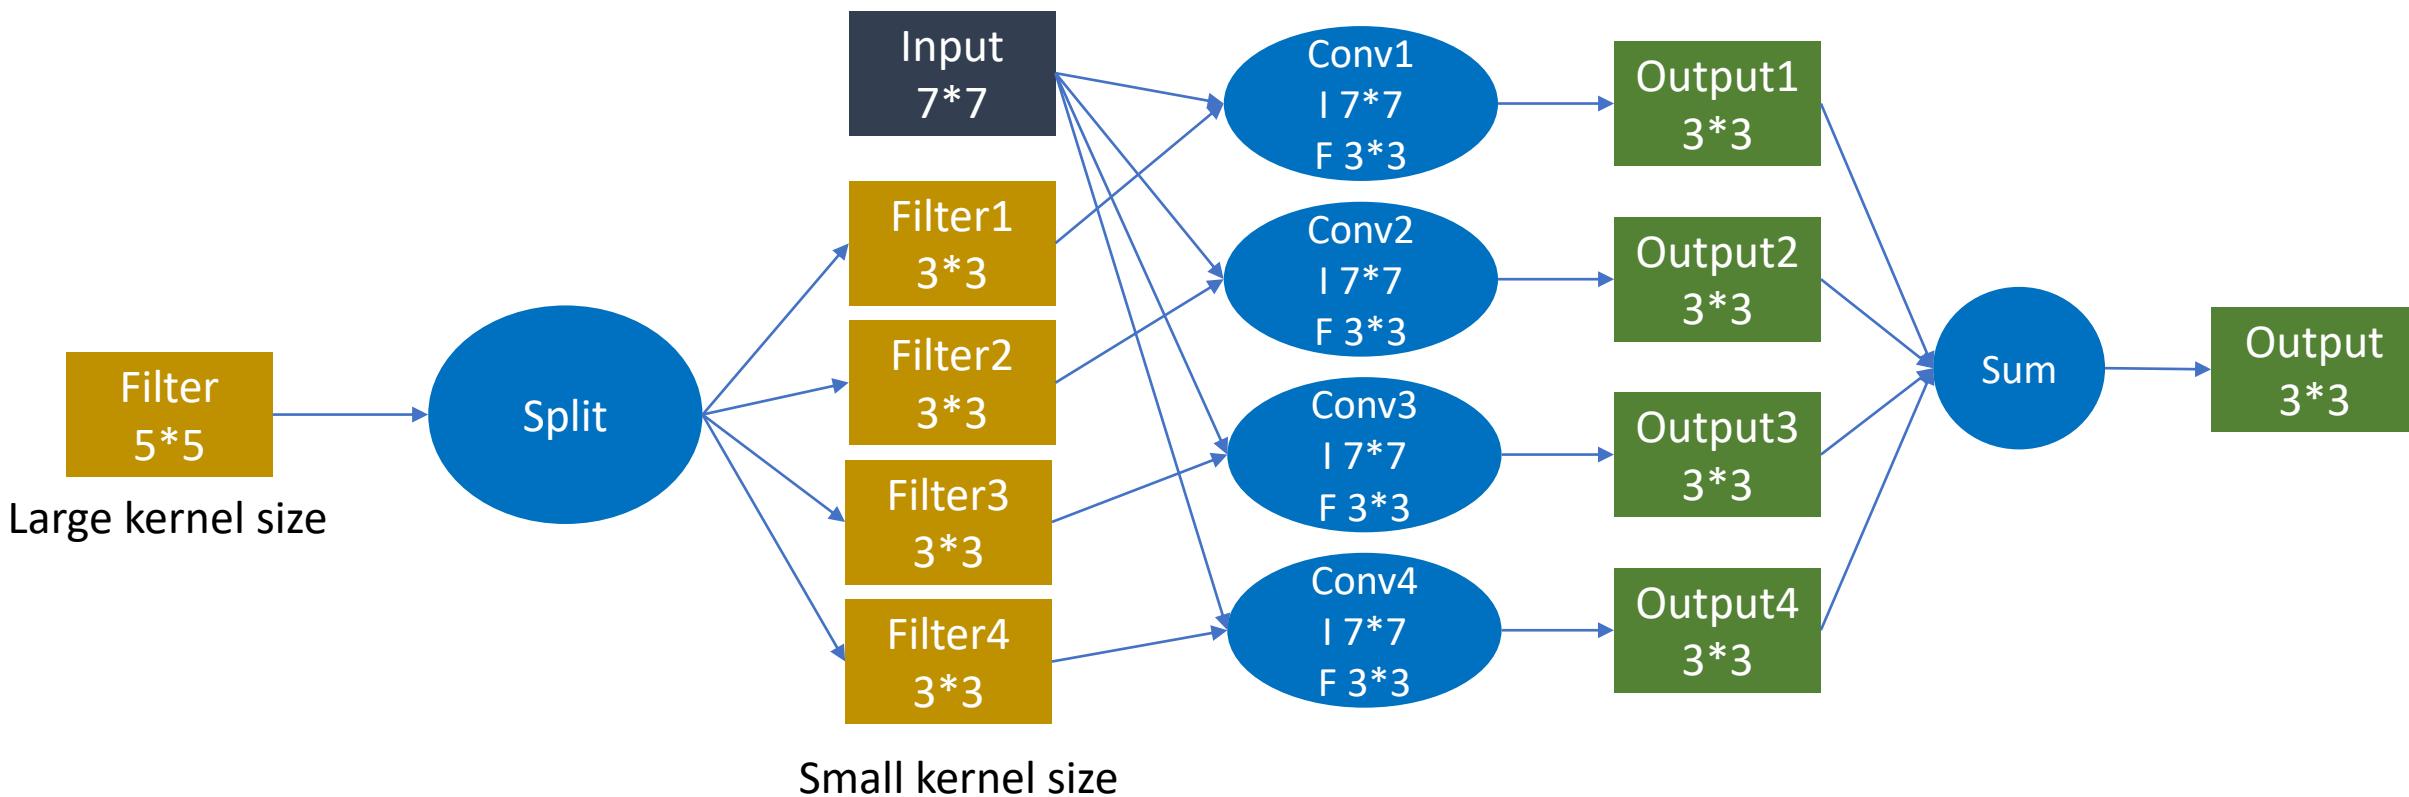 Filter
5*5
Large kernel size
Split
Input
7*7
Filter1
3*3
Filter2
3*3
Filter3
3*3
Filter4
3*3
Small kernel size
Conv1
I 7*7
F 3*3
Conv2
I 7*7
F 3*3
Conv3
I 7*7
F 3*3
Conv4
I 7*7
F 3*3
Output1
3*3
Output2
3*3
Output3
3*3
Output4
3*3
Sum
Output
3*3